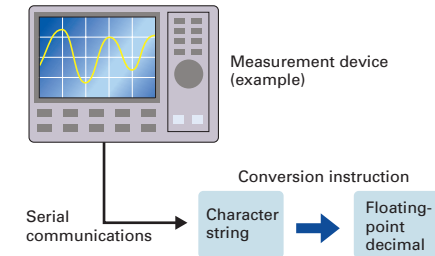 Measurement device
(example)
Conversion instruction
Serial
communications
Character
string
Floating-
point
decimal